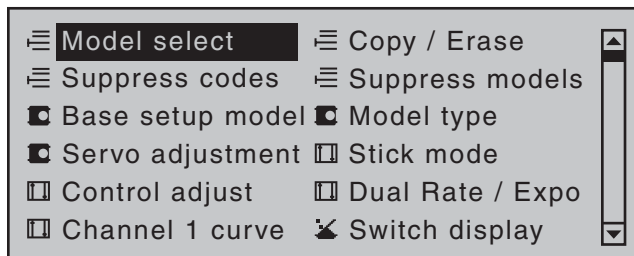 Model select Copy / Erase
Suppress codes Suppress models
Base setup model Model type
Servo adjustment Stick mode
Control adjust Dual Rate / Expo
Channel 1 curve Switch display